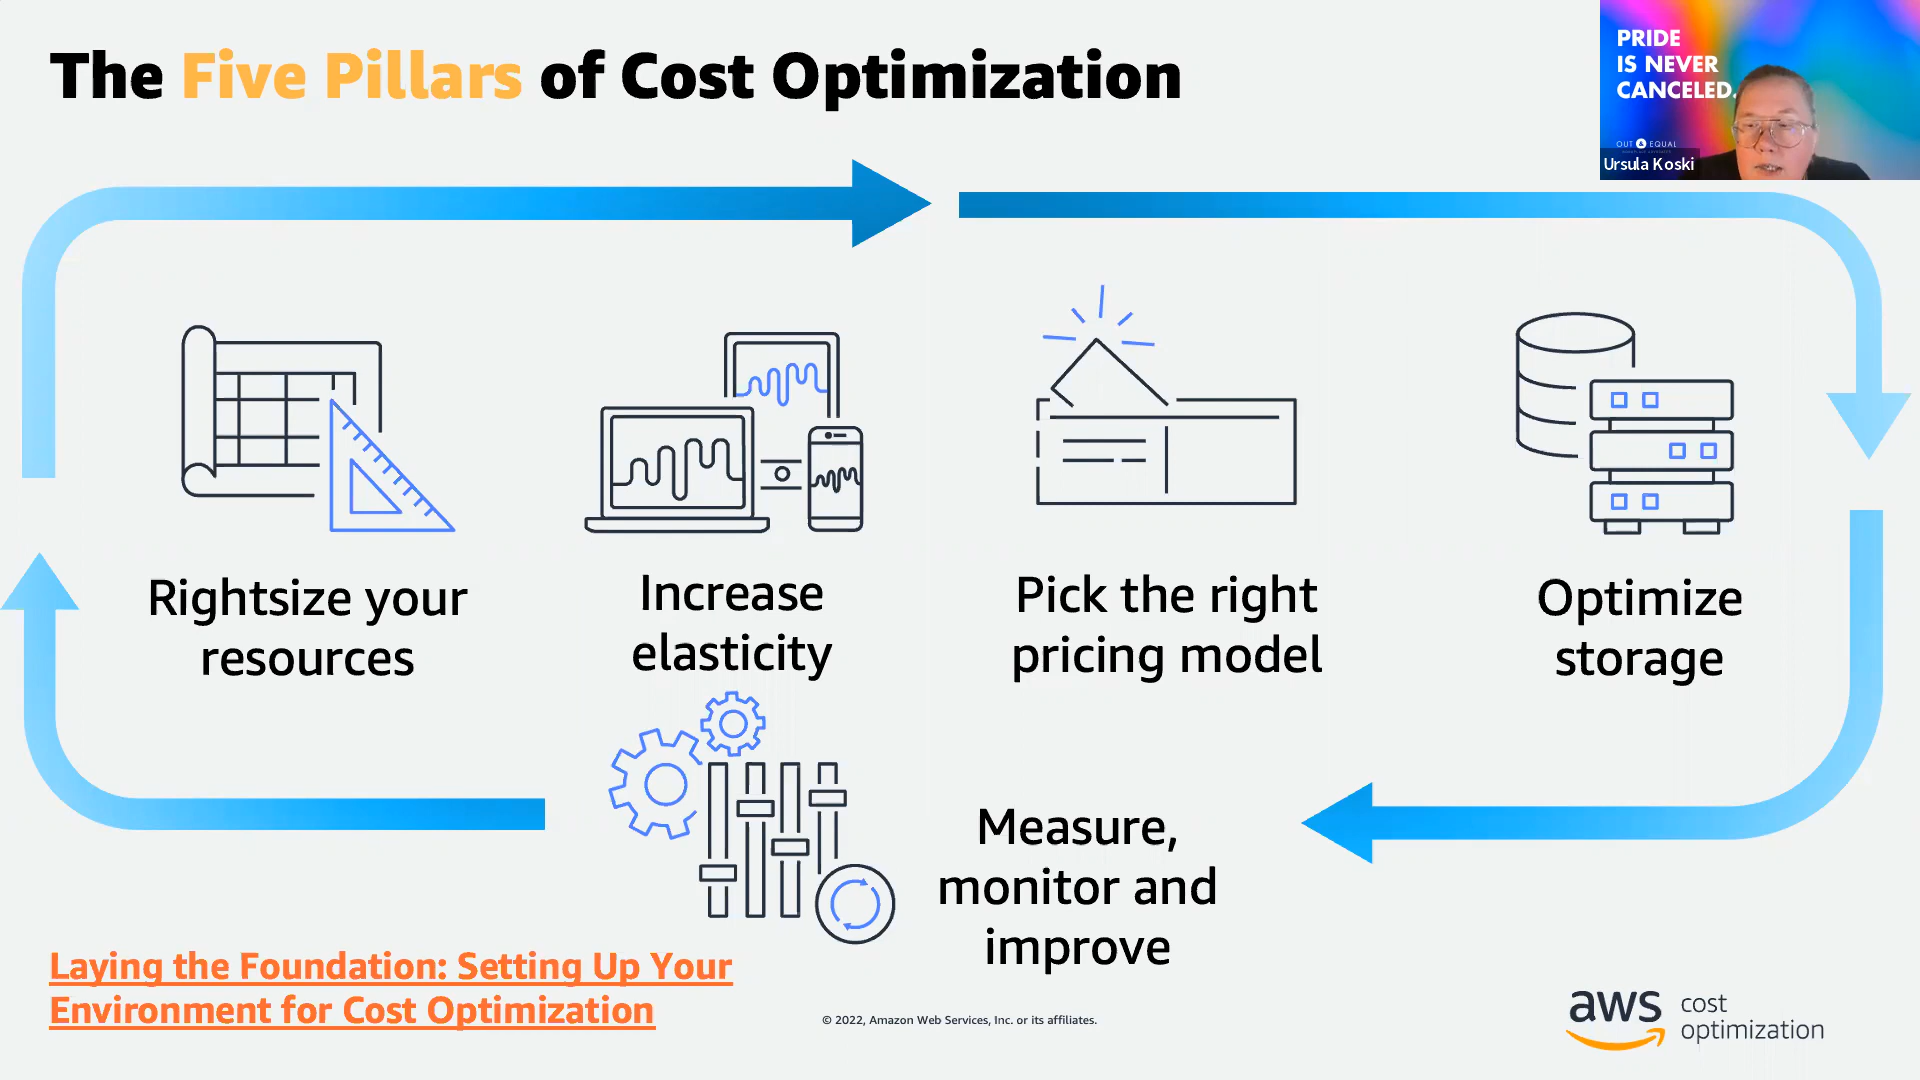 The Five Pillars of Cost Optimization
PRIDE
IS NEVER
CANCELED.
OUT & EQUAL
Ursula Koski
Rightsize your
resources
Increase
elasticity
Pick the right
pricing model
Optimize
storage
Measure,
monitor and
improve
Laying the Foundation: Setting Up Your
Environment for Cost Optimization
© 2022, Amazon Web Services, Inc. or its affiliates.
aws cost
optimization